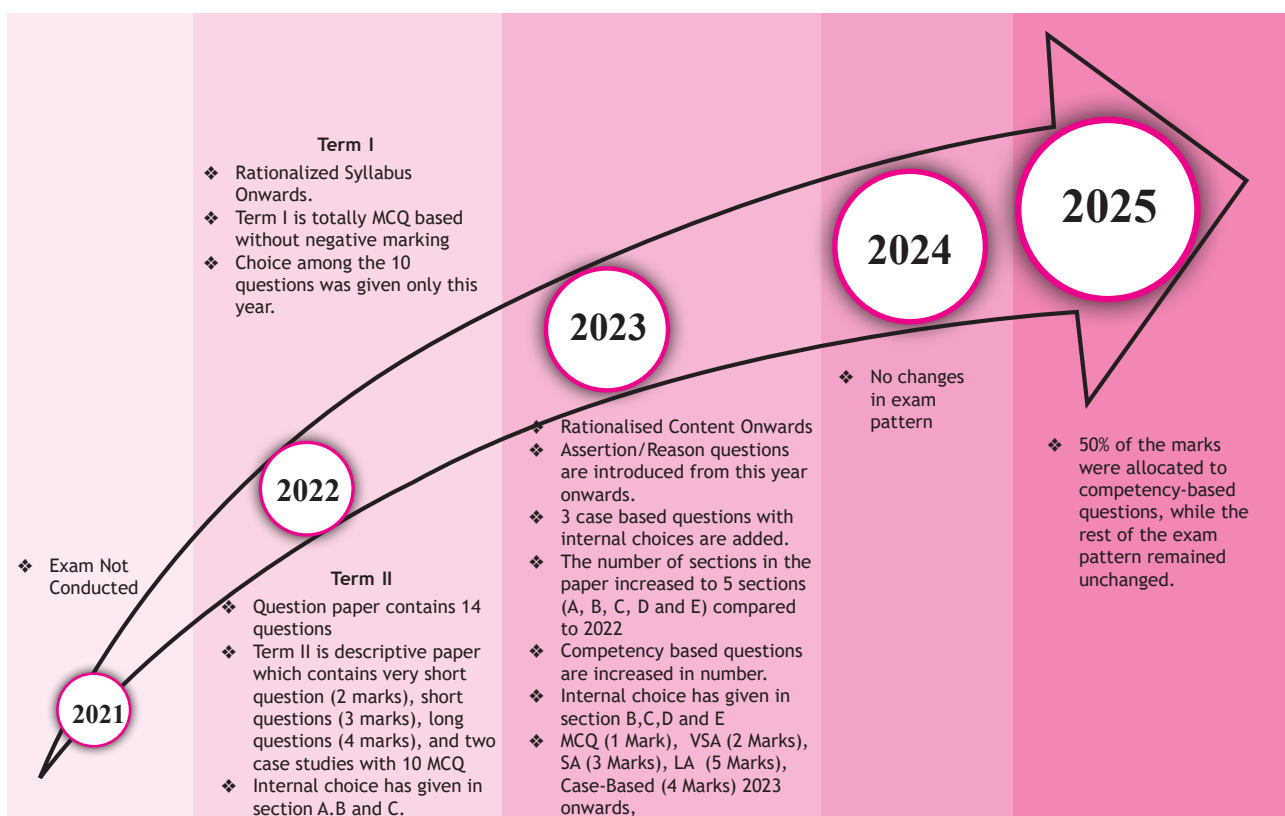 2021
❖ Exam Not
Conducted
2022
Term I
❖ Rationalized Syllabus
Onwards.
❖ Term I is totally MCQ based
without negative marking
❖ Choice among the 10
questions was given only this
year.
Term II
❖ Question paper contains 14
questions
❖ Term II is descriptive paper
which contains very short
question (2 marks), short
questions (3 marks), long
questions (4 marks), and two
case studies with 10 MCQ
❖ Internal choice has given in
section A.B and C.
2023
❖ Rationalised Content Onwards
❖ Assertion/Reason questions
are introduced from this year
onwards.
❖ 3 case based questions with
internal choices are added.
❖ The number of sections in the
paper increased to 5 sections
(A, B, C, D and E) compared
to 2022
❖ Competency based questions
are increased in number.
❖ Internal choice has given in
section B,C,D and E
❖ MCQ (1 Mark), VSA (2 Marks),
SA (3 Marks), LA (5 Marks),
Case-Based (4 Marks) 2023
onwards,
2024
❖ No changes
in exam
pattern
2025
❖ 50% of the marks
were allocated to
competency-based
questions, while the
rest of the exam
pattern remained
unchanged.